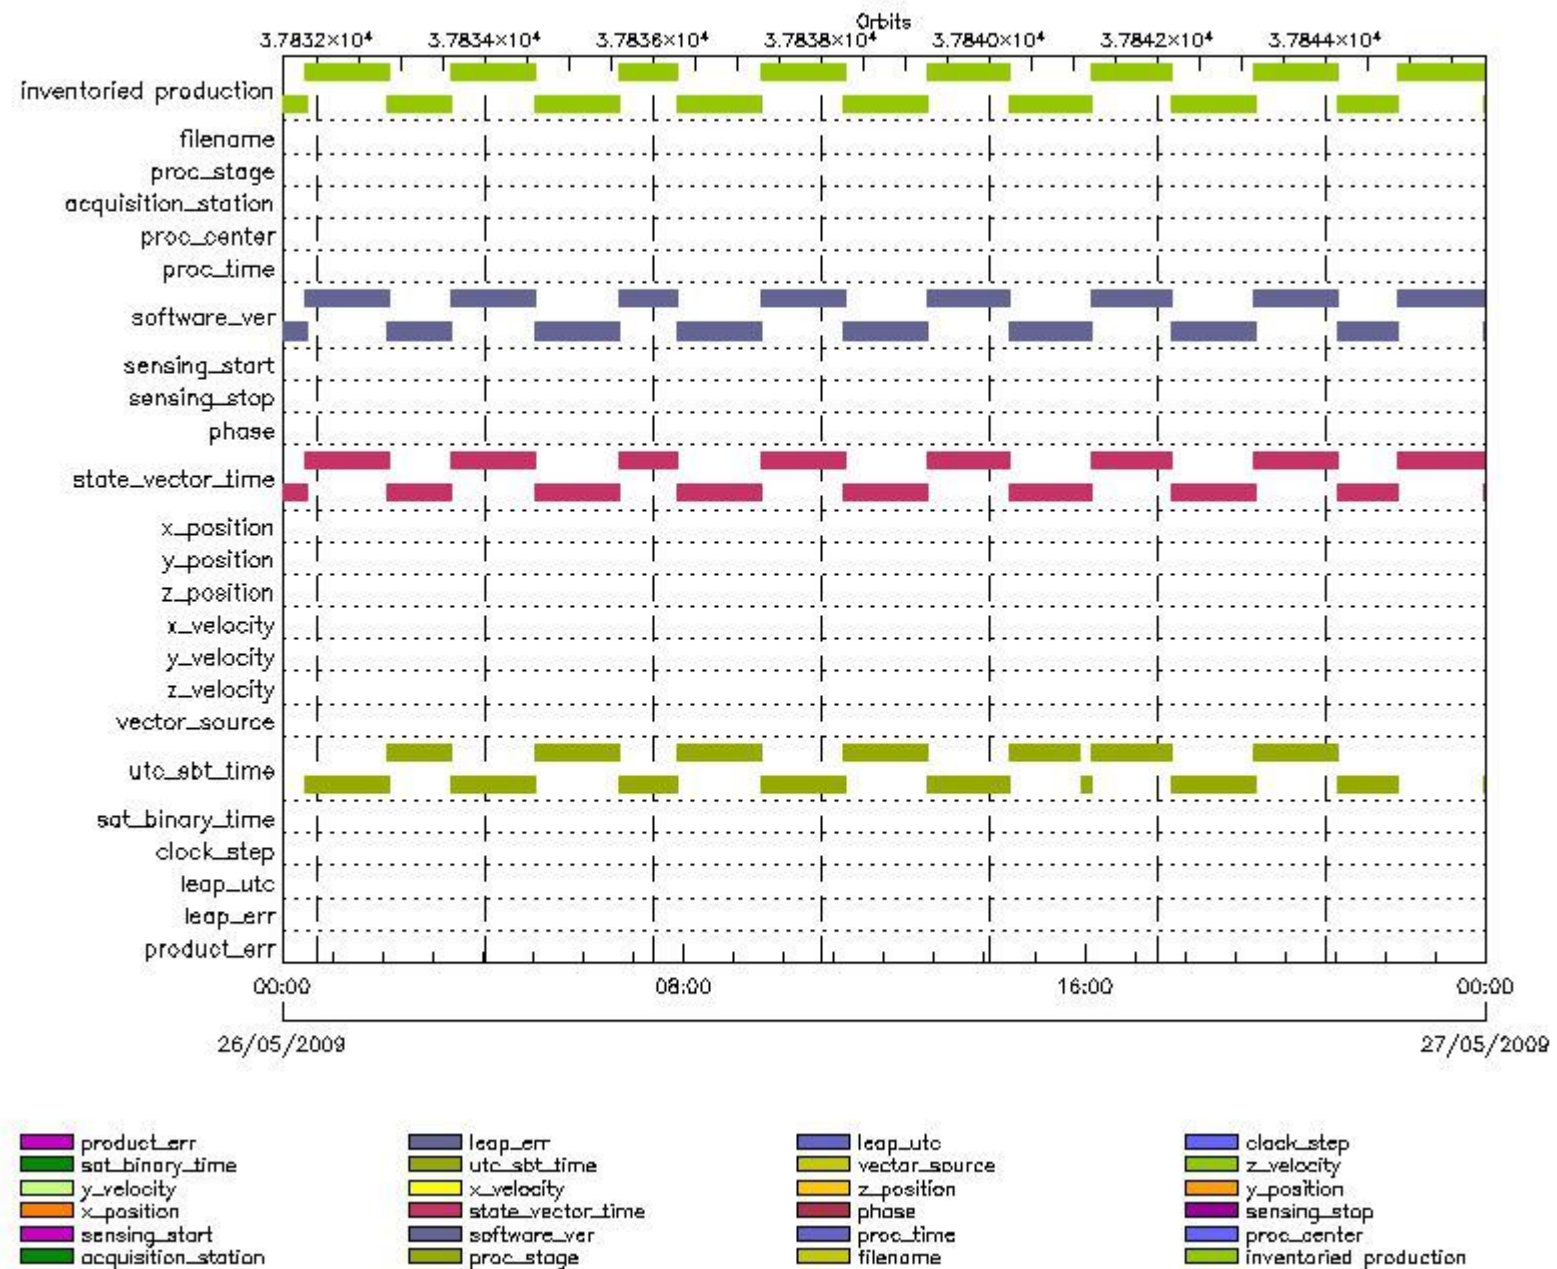 Orbits
3.7832×10⁴ 3.7834×10⁴ 3.7836×10⁴ 3.7838×10⁴ 3.7840×10⁴ 3.7842×10⁴ 3.7844×10⁴
inventoried production
filename
proc_stage
acquisition_station
proc_center
proc_time
software_ver
sensing_start
sensing_stop
phase
state_vector_time
x_position
y_position
z_position
x_velocity
y_velocity
z_velocity
vector_source
utc_sbt_time
sat_binary_time
clock_step
leap_utc
leap_err
product_err
00:00 08:00 16:00 00:00
26/05/2009 27/05/2009
product_err leap_err leap_utc clock_step
sat_binary_time utc_sbt_time vector_source z_velocity
y_velocity x_velocity z_position y_position
x_position state_vector_time phase sensing_stop
sensing_start software_ver proc_time proc_center
acquisition_station proc_stage filename inventoried production